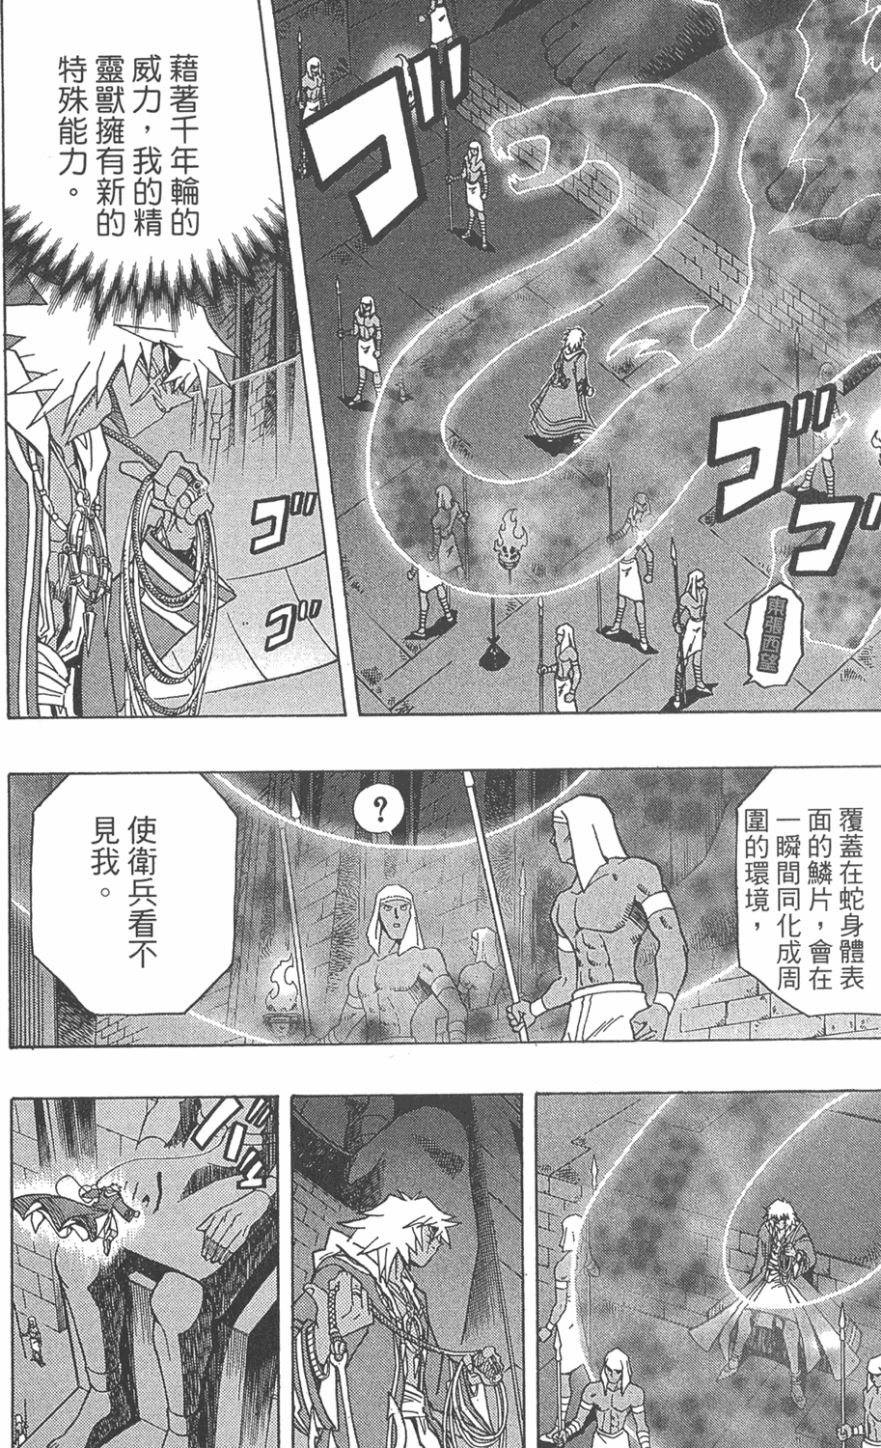 ゴゴ
ゴゴ
東張西望
藉著千年輪的
威力，我的精
靈獸擁有新的
特殊能力。
ゴゴ
覆蓋在蛇身體表
面的鱗片，會在
一瞬間同化成周
圍的環境，
？
使衛兵看不
見我。